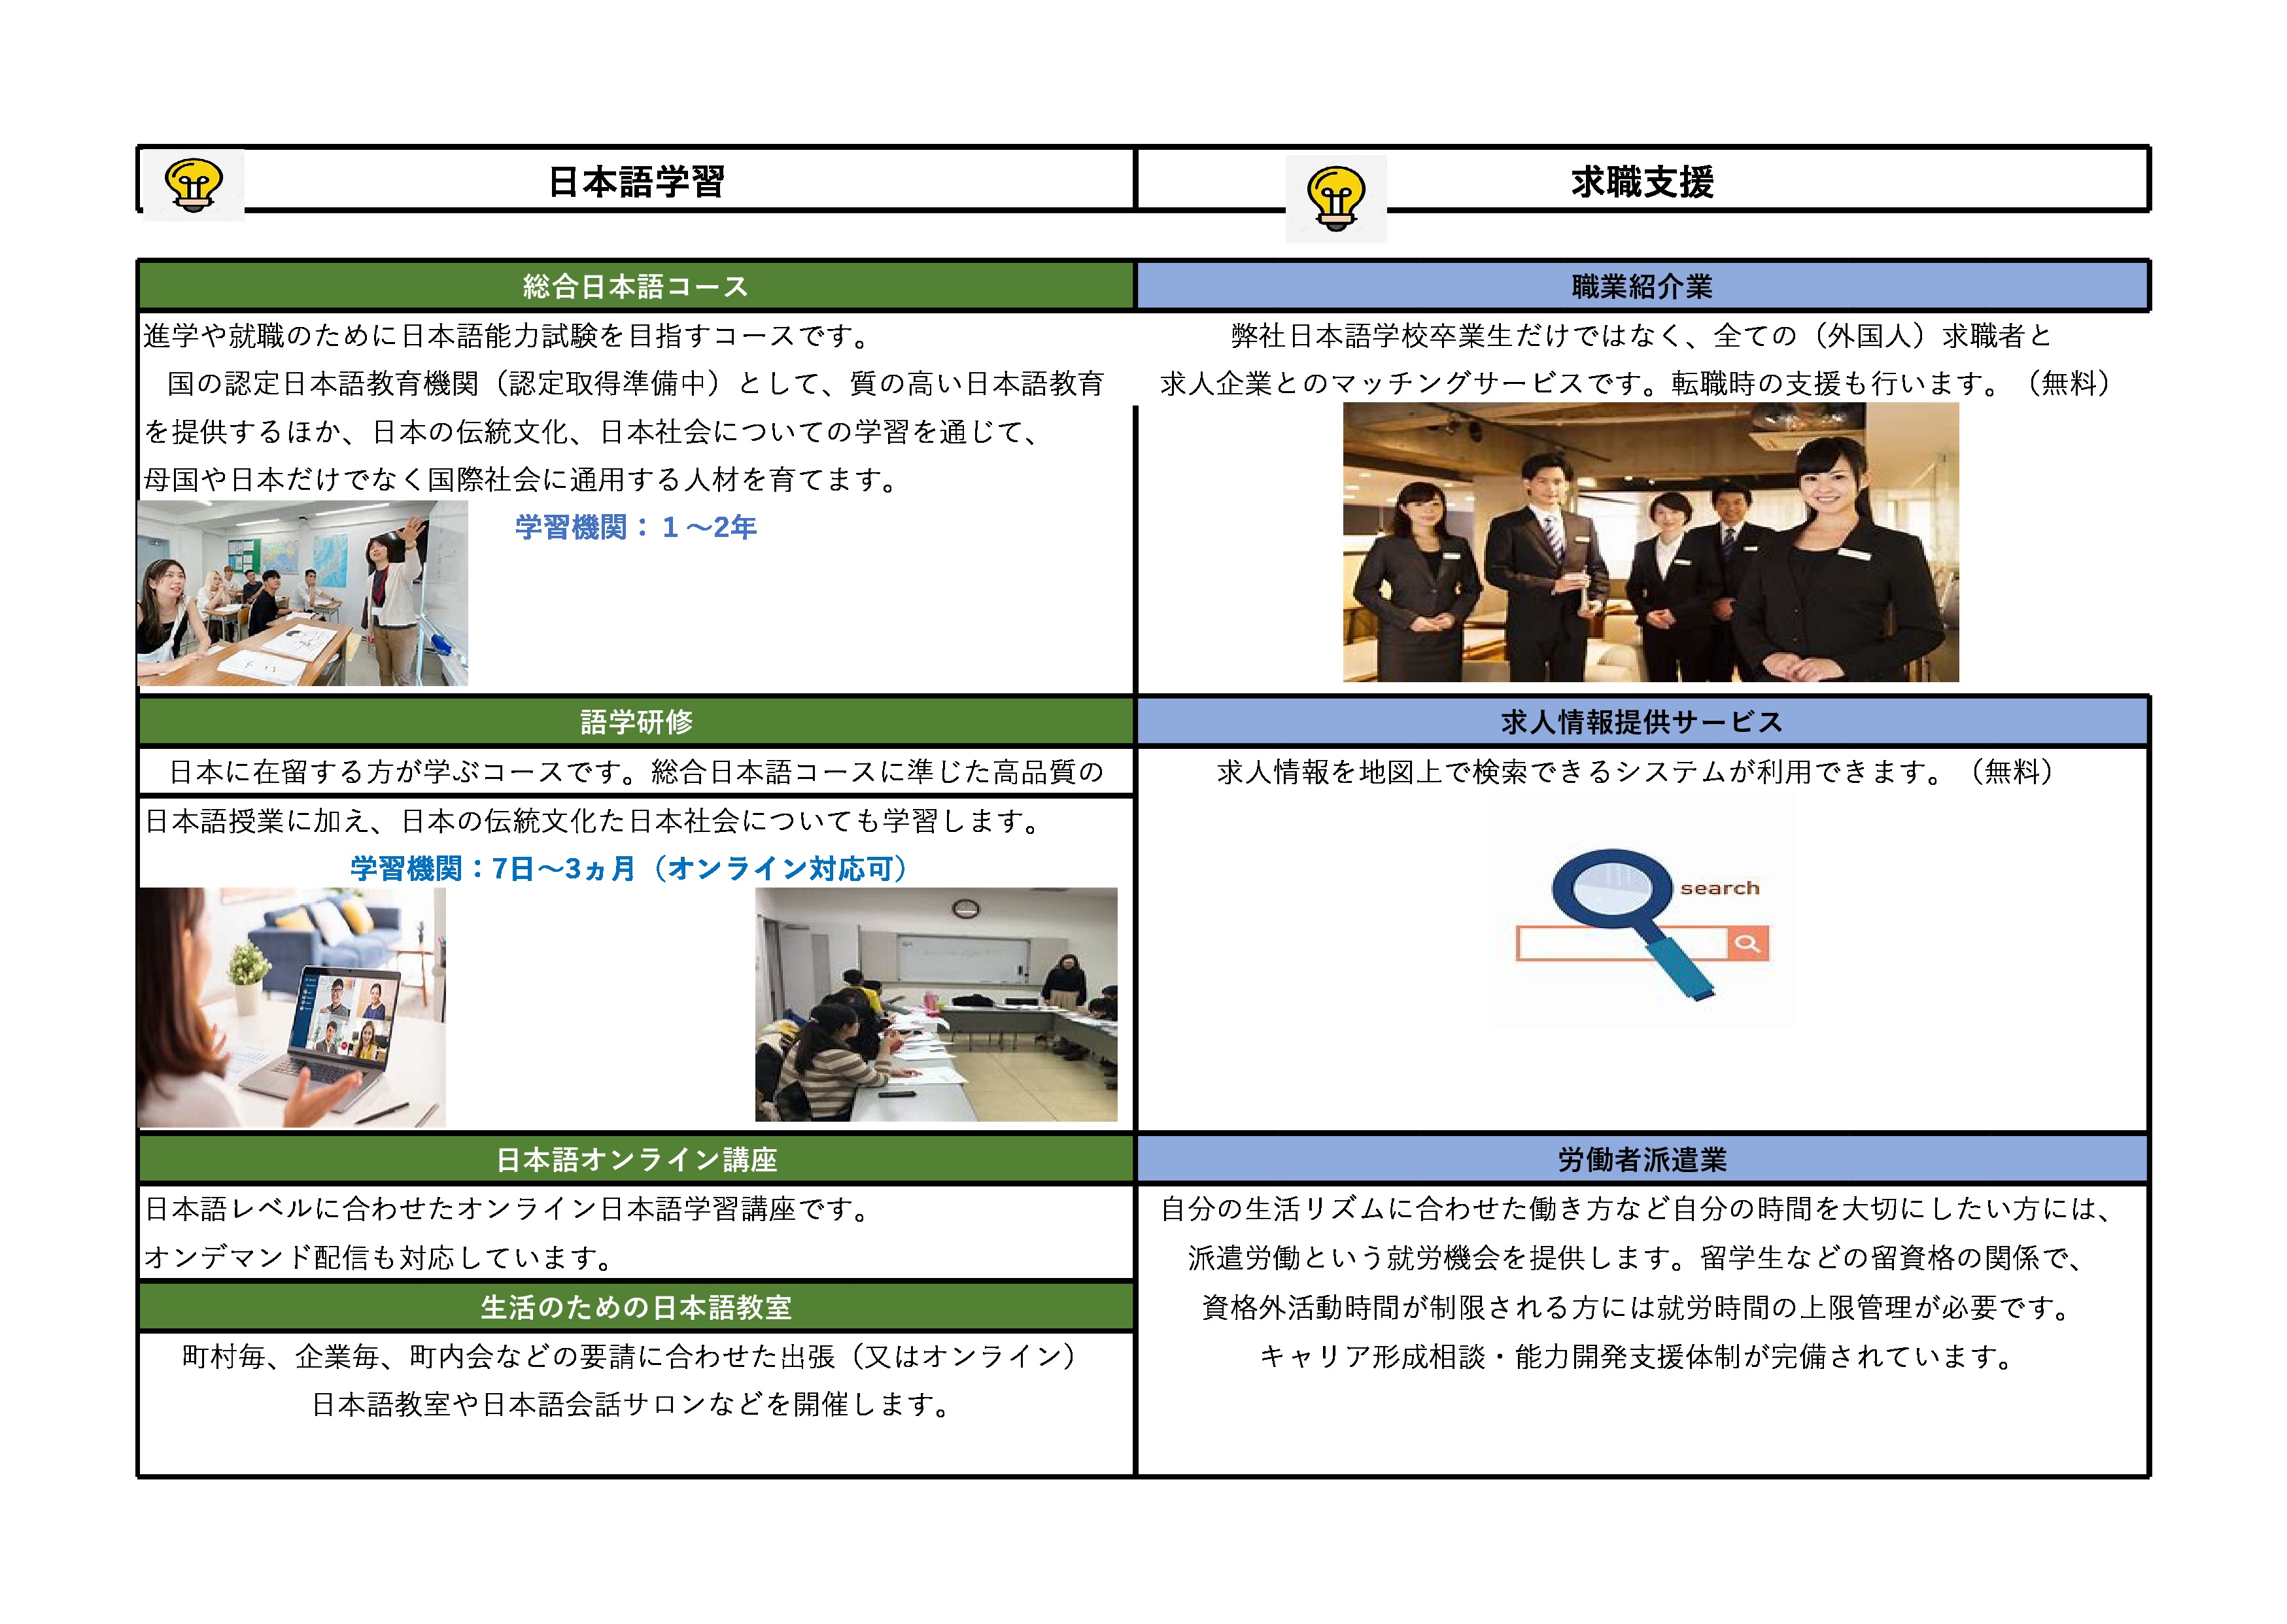 日本語学習
求職支援
総合日本語コース
進学や就職のために日本語能力試験を目指すコースです。
国の認定日本語教育機関（認定取得準備中）として、質の高い日本語教育
を提供するほか、日本の伝統文化、日本社会についての学習を通じて、
母国や日本だけでなく国際社会に通用する人材を育てます。
学習機関：１～2年
職業紹介業
弊社日本語学校卒業生だけではなく、全ての（外国人）求職者と
求人企業とのマッチングサービスです。転職時の支援も行います。（無料）
語学研修
日本に在留する方が学ぶコースです。総合日本語コースに準じた高品質の
日本語授業に加え、日本の伝統文化た日本社会についても学習します。
学習機関：7日～3ヵ月（オンライン対応可）
求人情報提供サービス
求人情報を地図上で検索できるシステムが利用できます。（無料）
search
日本語オンライン講座
日本語レベルに合わせたオンライン日本語学習講座です。
オンデマンド配信も対応しています。
生活のための日本語教室
町村毎、企業毎、町内会などの要請に合わせた出張（又はオンライン）
日本語教室や日本語会話サロンなどを開催します。
労働者派遣業
自分の生活リズムに合わせた働き方など自分の時間を大切にしたい方には、
派遣労働という就労機会を提供します。留学生などの留資格の関係で、
資格外活動時間が制限される方には就労時間の上限管理が必要です。
キャリア形成相談・能力開発支援体制が完備されています。